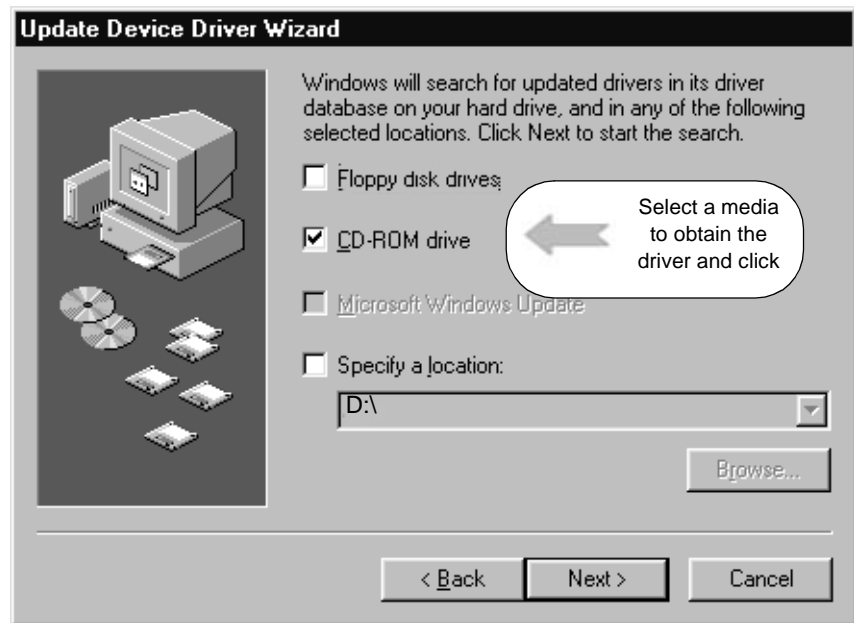 Update Device Driver Wizard
Windows will search for updated drivers in its driver
database on your hard drive, and in any of the following
selected locations. Click Next to start the search.
Floppy disk drives
CD-ROM drive
Select a media
to obtain the
driver and click
Microsoft Windows Update
Specify a location:
D:\
Browse...
< Back
Next >
Cancel